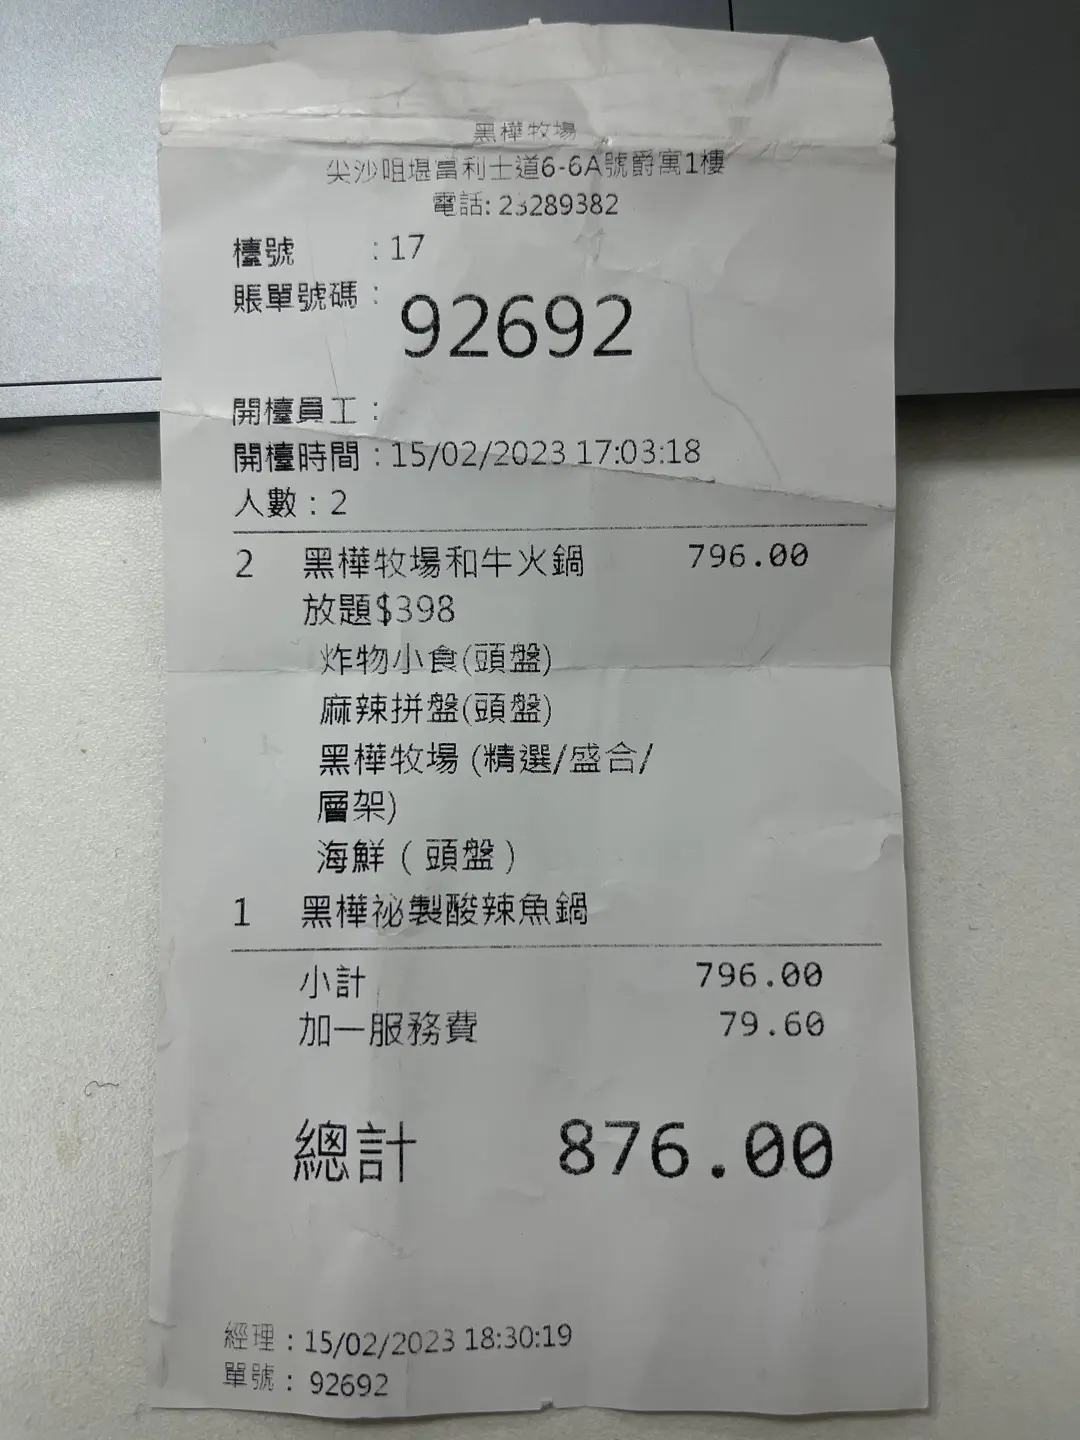 黑樺牧場
尖沙咀堪富利士道6-6A號爵寓1樓
電話: 23289382
檯號 : 17
賬單號碼 : 92692
開檯員工 :
開檯時間 : 15/02/2023 17:03:18
人數 : 2
2 黑樺牧場和牛火鍋 796.00
放題$398
炸物小食(頭盤)
麻辣拼盤(頭盤)
黑樺牧場 (精選/盛合/
層架)
海鮮 ( 頭盤 )
1 黑樺祕製酸辣魚鍋
小計 796.00
加一服務費 79.60
總計 876.00
經理 : 15/02/2023 18:30:19
單號 : 92692